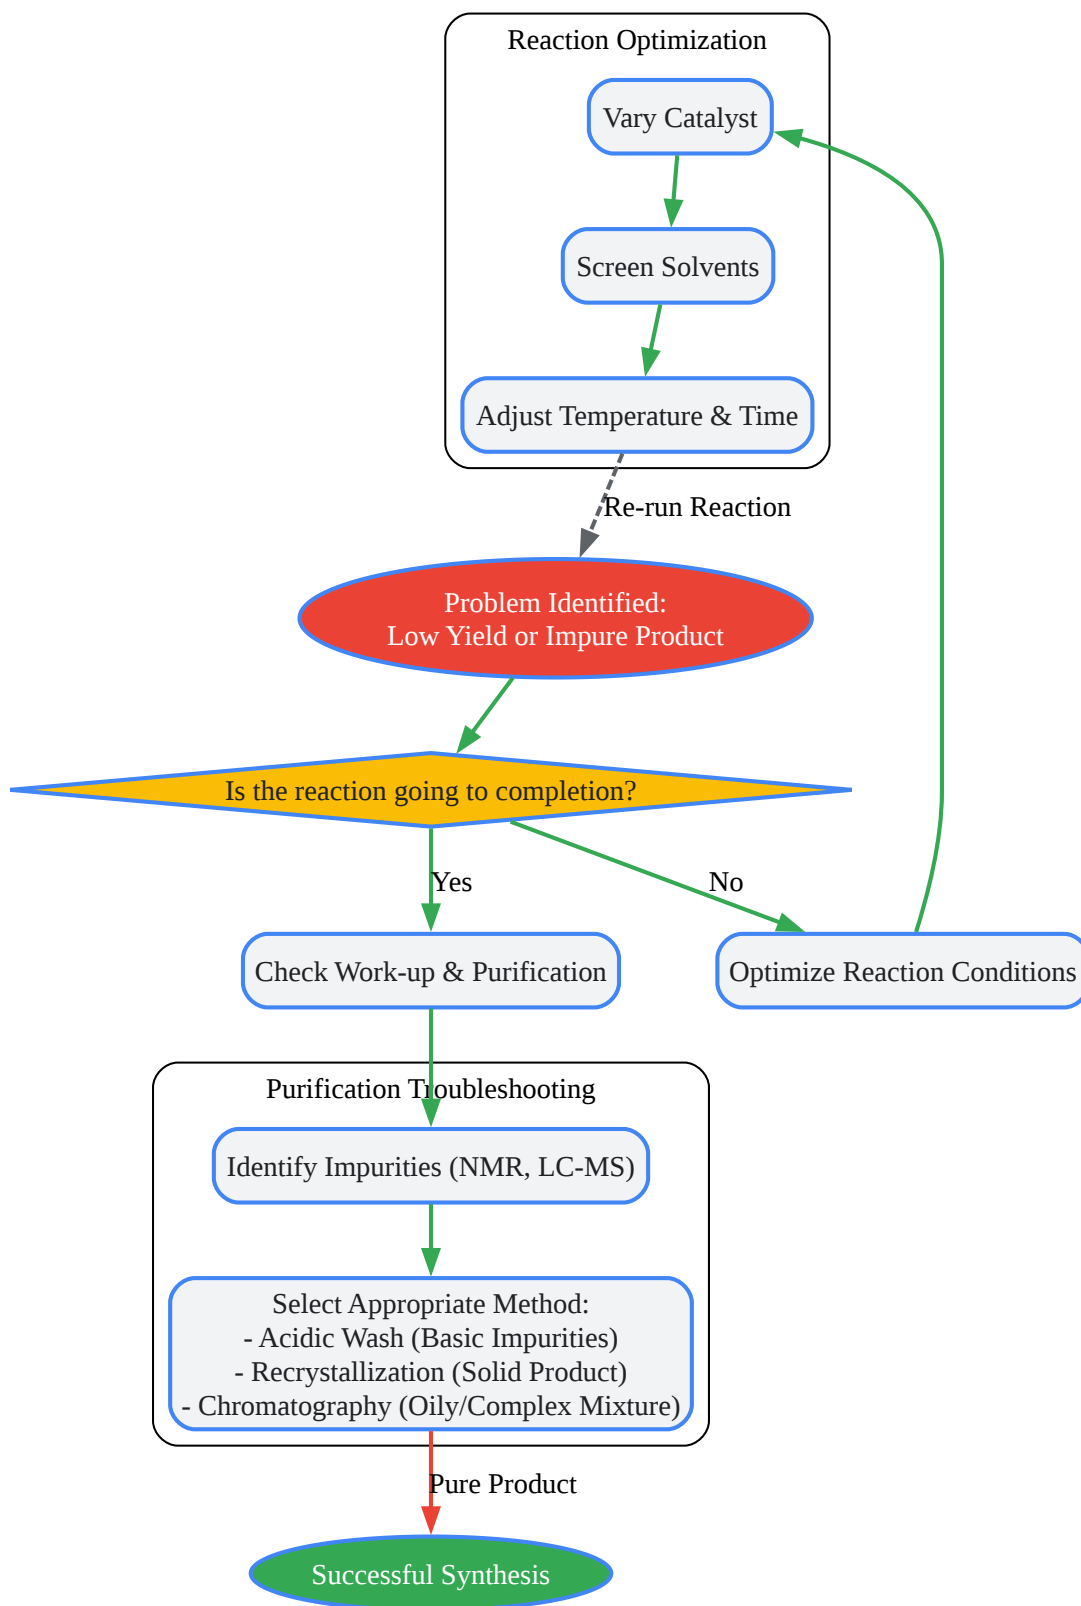 Reaction Optimization
Vary Catalyst
Screen Solvents
Adjust Temperature & Time
Re-run Reaction
Problem Identified:
Low Yield or Impure Product
Is the reaction going to completion?
Yes
No
Check Work-up & Purification
Optimize Reaction Conditions
Purification Troubleshooting
Identify Impurities (NMR, LC-MS)
Select Appropriate Method:
- Acidic Wash (Basic Impurities)
- Recrystallization (Solid Product)
- Chromatography (Oily/Complex Mixture)
Pure Product
Successful Synthesis